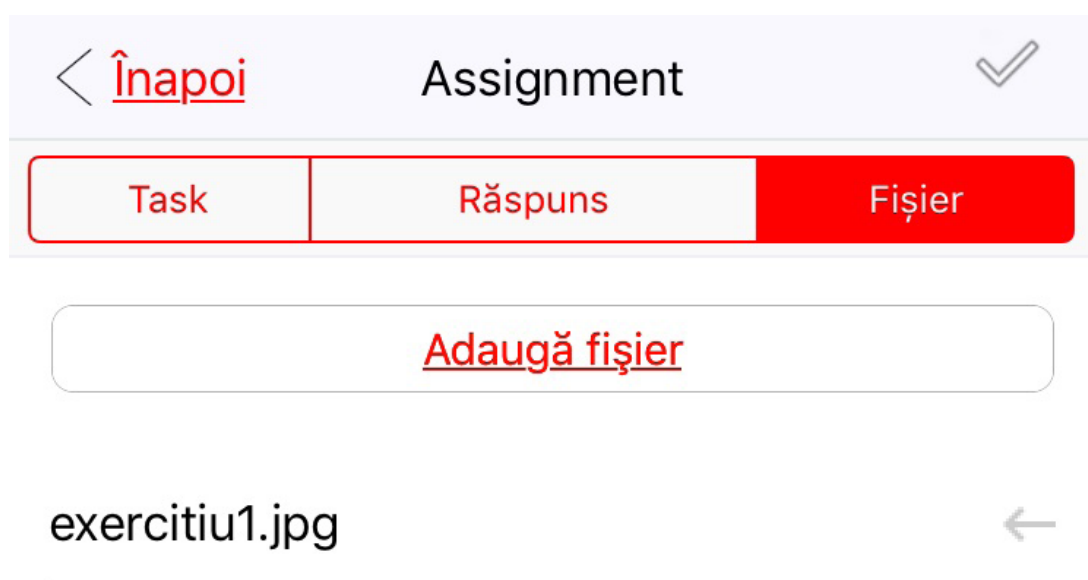 Înapoi Assignment
Task Răspuns Fișier
Adaugă fişier
exercitiu1.jpg